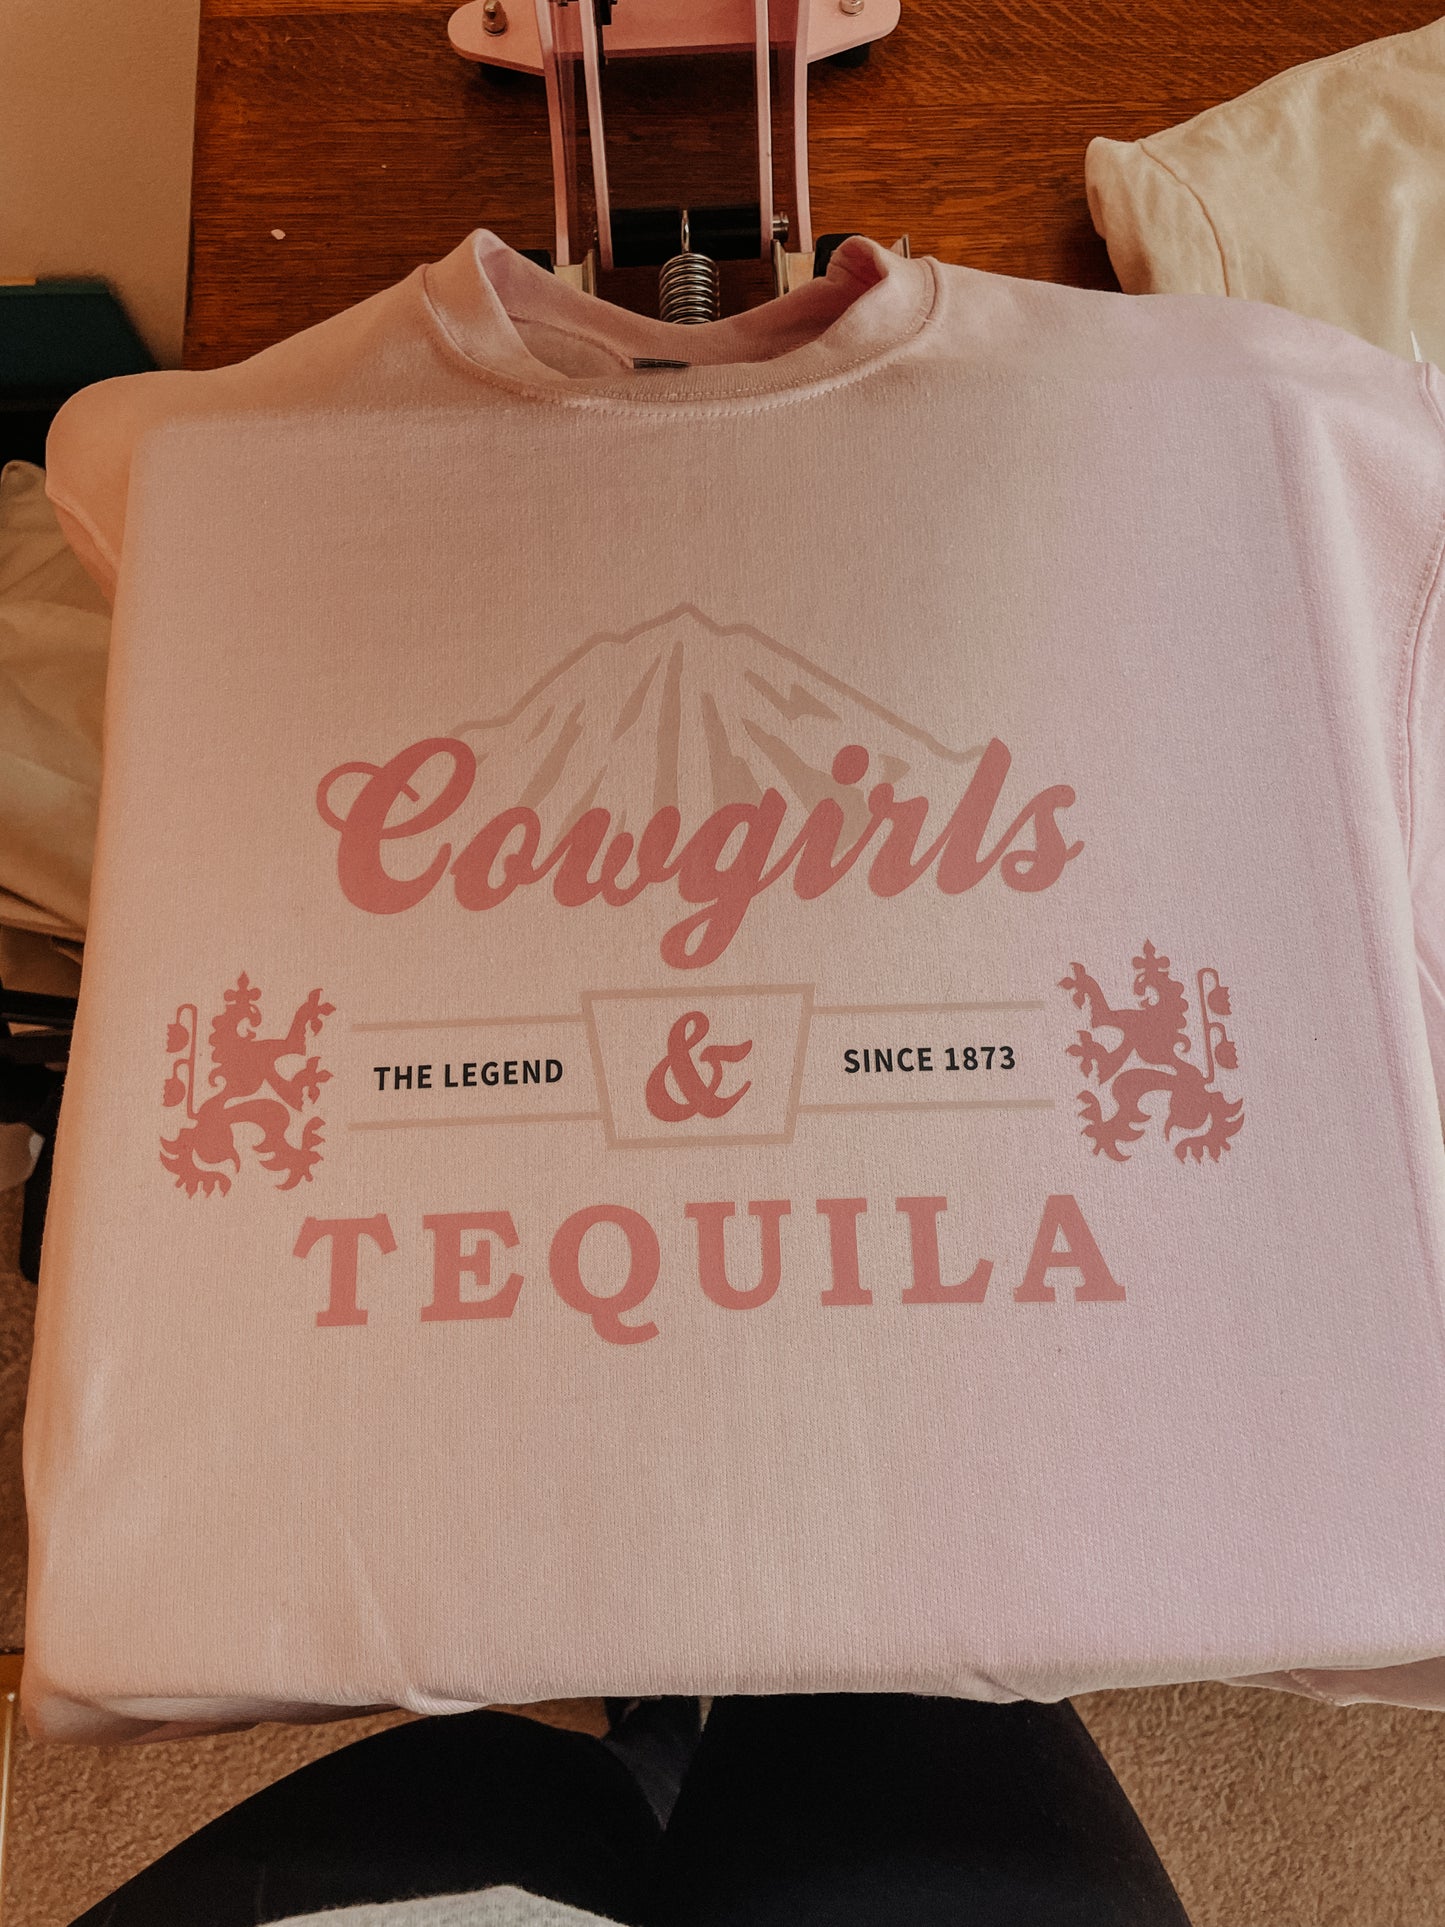 Cowgirls
THE LEGEND & SINCE 1873
TEQUILA